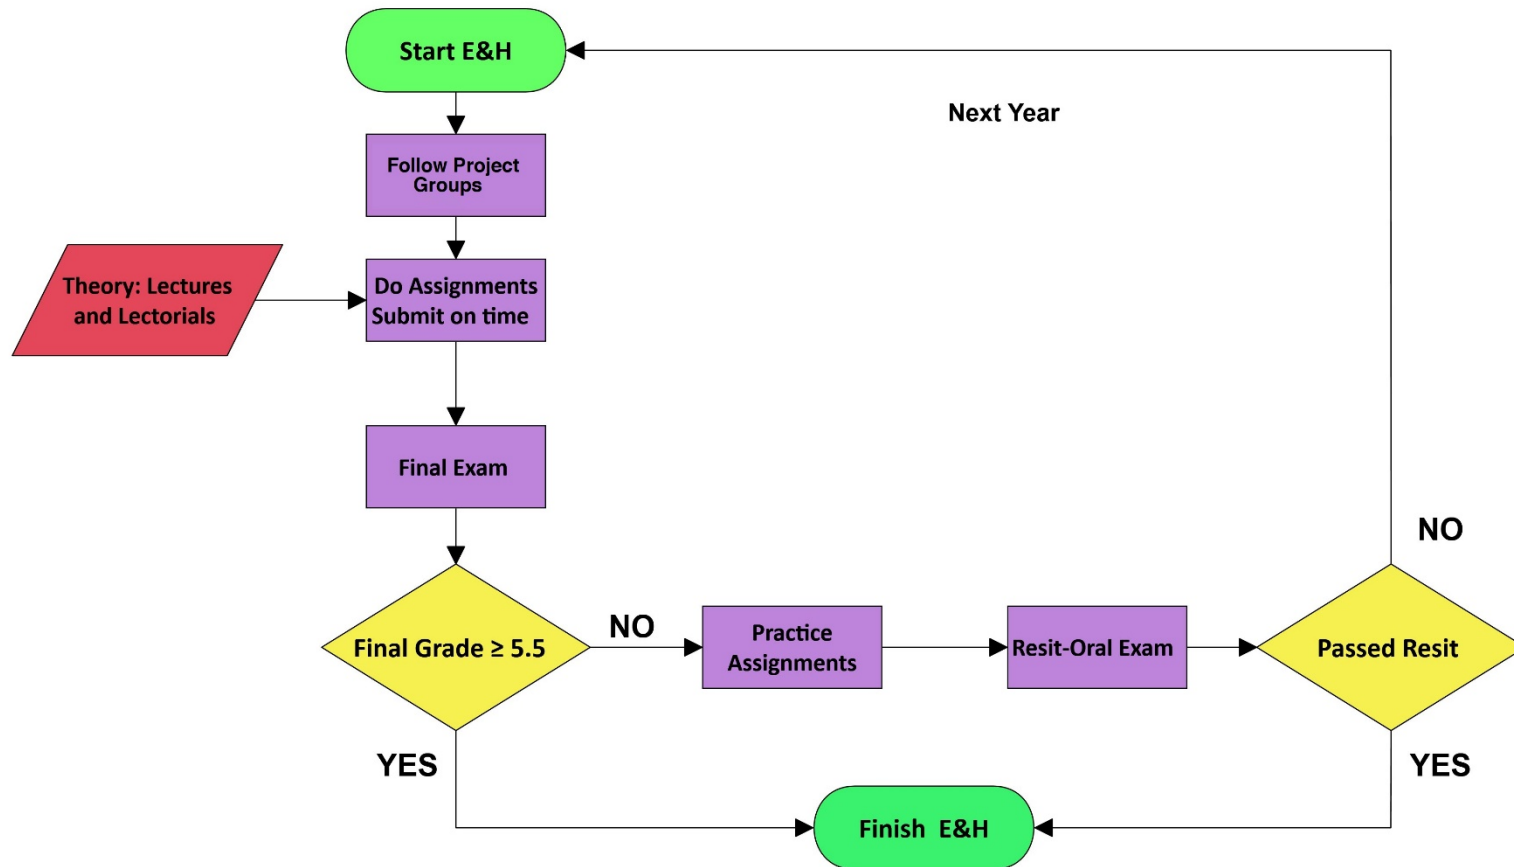 Start E&H
Next Year
Follow Project
Groups
Theory: Lectures
and Lectorials
Do Assignments
Submit on time
Final Exam
NO
Final Grade ≥ 5.5
NO
Practice
Assignments
Resit-Oral Exam
Passed Resit
YES
YES
Finish E&H